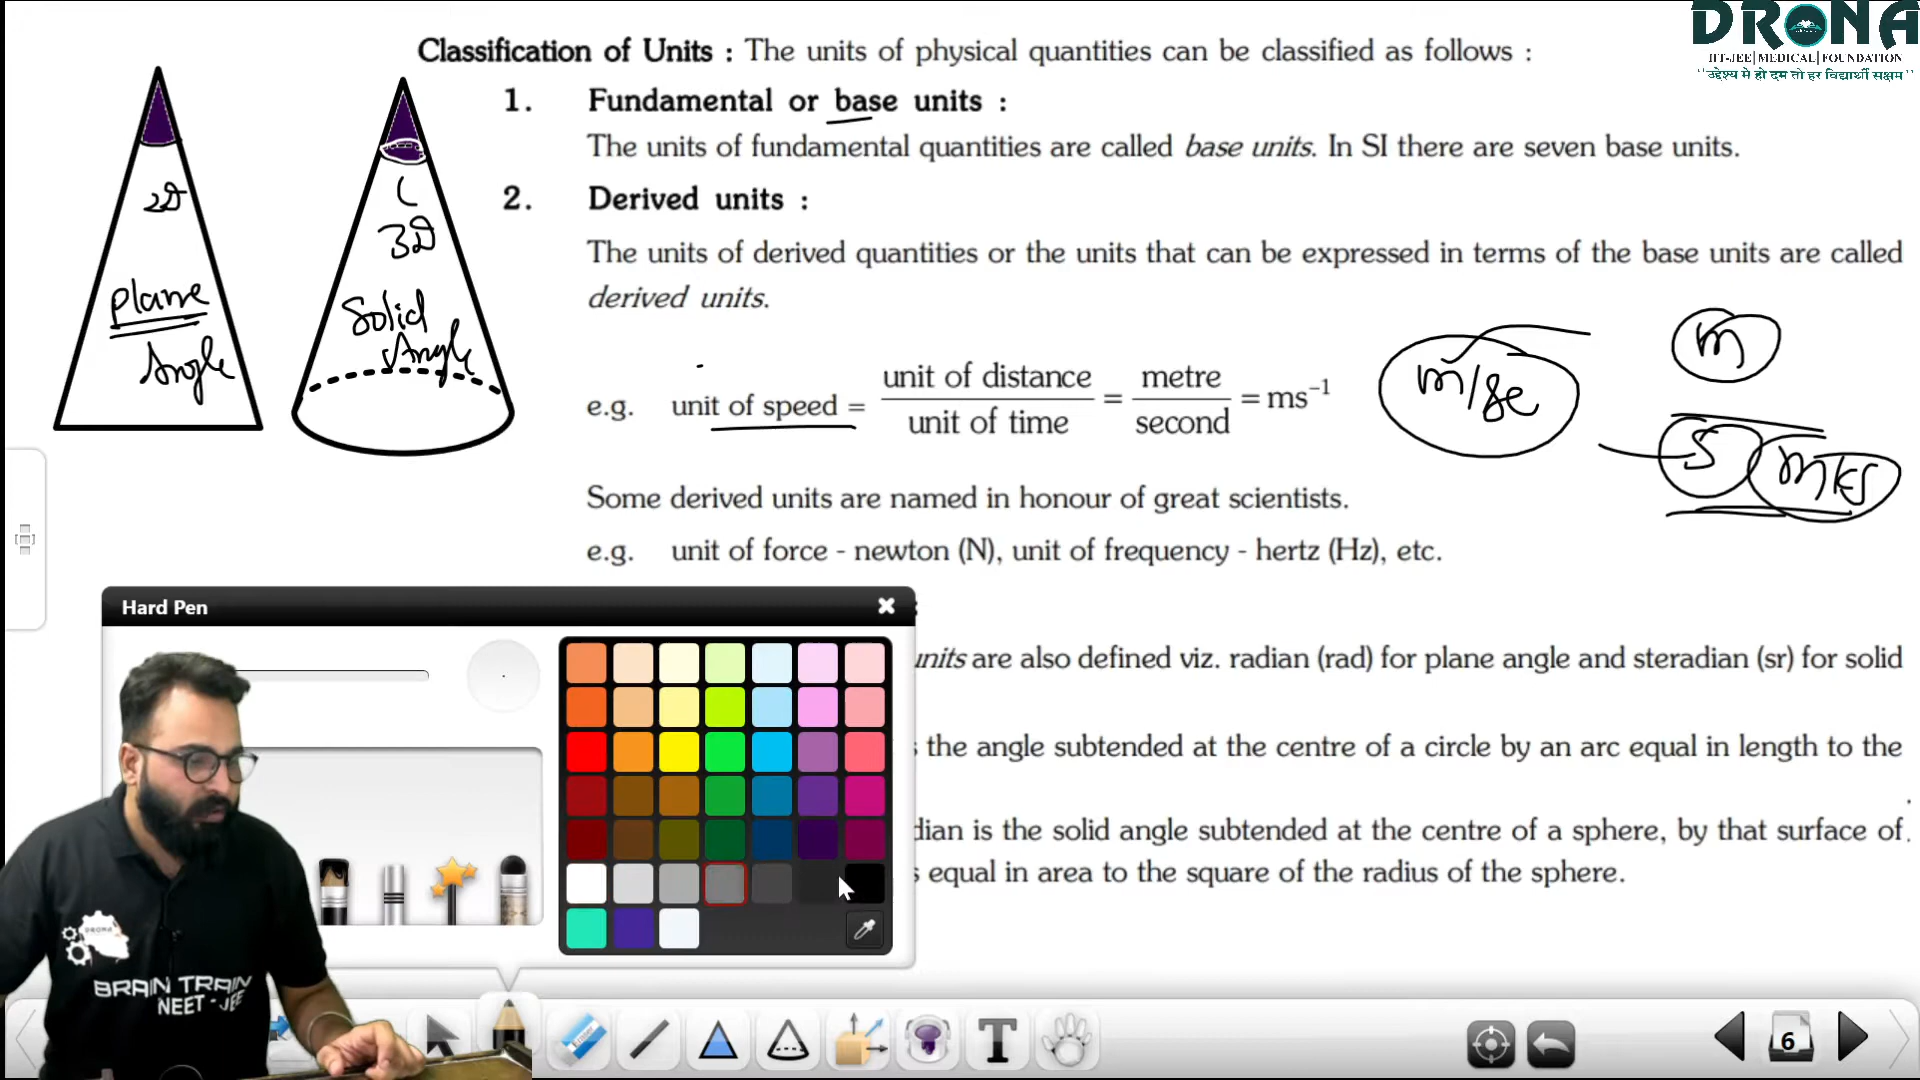 DRONA
IIT-JEE|MEDICAL|FOUNDATION
"उद्देश्य मे हो दम तो हर विद्यार्थी सक्षम"
Classification of Units : The units of physical quantities can be classified as follows :
1. Fundamental or base units :
The units of fundamental quantities are called base units. In SI there are seven base units.
2. Derived units :
The units of derived quantities or the units that can be expressed in terms of the base units are called
derived units.
e.g. unit of speed = unit of distance / unit of time = metre / second = ms⁻¹
m/se
m
S
mks
Some derived units are named in honour of great scientists.
e.g. unit of force - newton (N), unit of frequency - hertz (Hz), etc.
2D
Plane
Angle
3D
Solid
Angle
nits are also defined viz. radian (rad) for plane angle and steradian (sr) for solid
the angle subtended at the centre of a circle by an arc equal in length to the
dian is the solid angle subtended at the centre of a sphere, by that surface of
equal in area to the square of the radius of the sphere.
Hard Pen
DRONA
BRAIN TRAIN
NEET - JEE
T
6